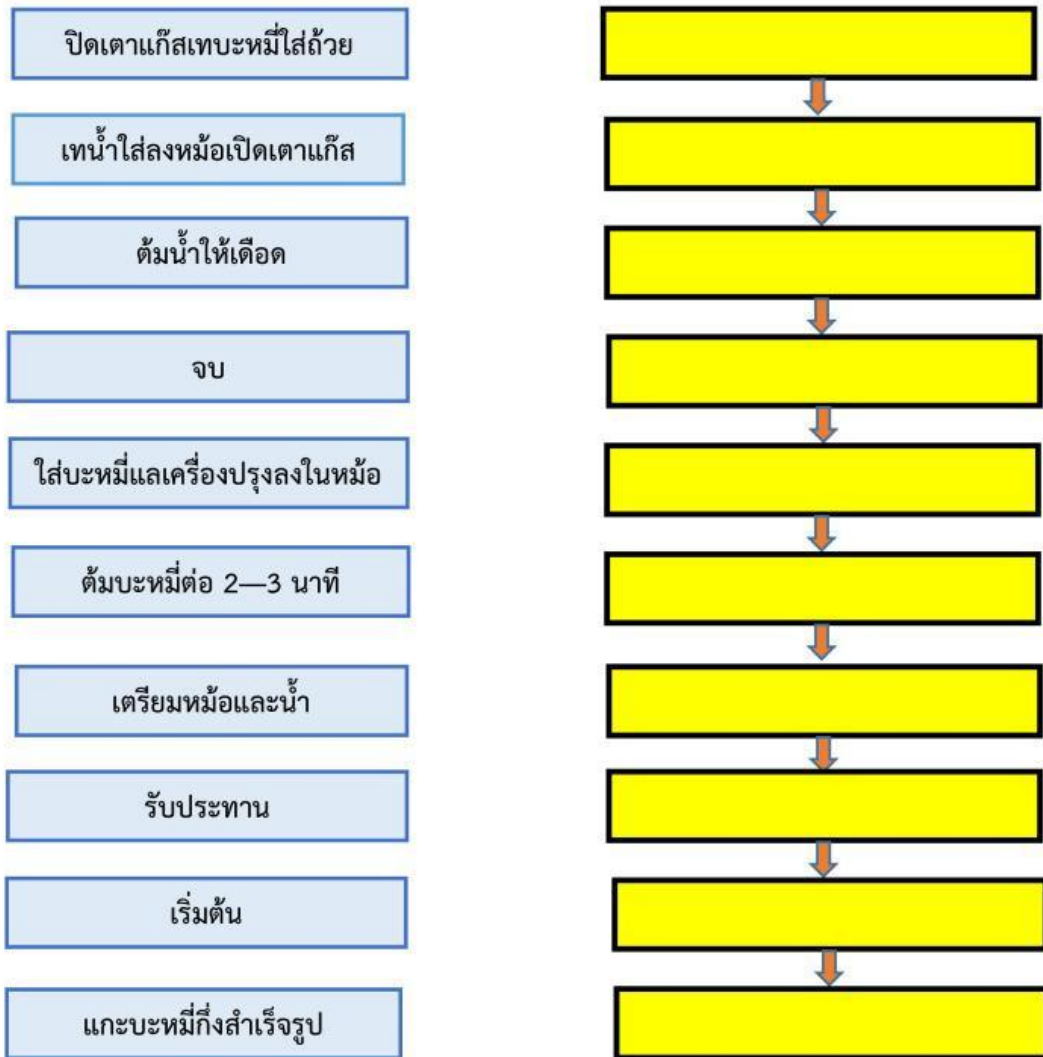 ปิดเตาแก๊สเทบะหมี่ใส่ถ้วย
เทน้ำใส่ลงหม้อเปิดเตาแก๊ส
ต้มน้ำให้เดือด
จบ
ใส่บะหมี่แลเครื่องปรุงลงในหม้อ
ต้มบะหมี่ต่อ 2—3 นาที
เตรียมหม้อและน้ำ
รับประทาน
เริ่มต้น
แกะบะหมี่กึ่งสำเร็จรูป